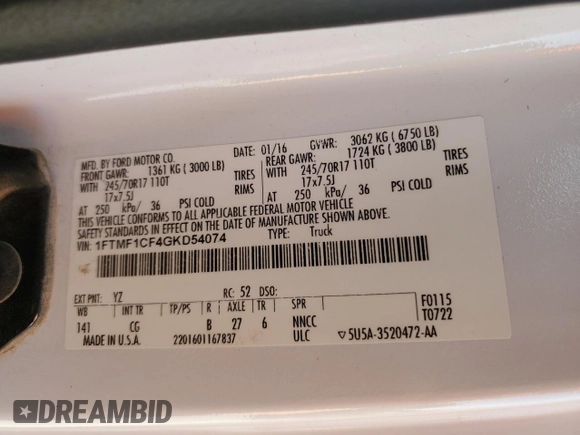 MFD. BY FORD MOTOR CO.
DATE: 01/16 GVWR: 3062 KG ( 6750 LB)
FRONT GAWR: 1361 KG ( 3000 LB) REAR GAWR: 1724 KG ( 3800 LB)
WITH 245/70R17 110T TIRES WITH 245/70R17 110T TIRES
17x7.5J RIMS 17x7.5J RIMS
AT 250 kPa/ 36 PSI COLD AT 250 kPa/ 36 PSI COLD
THIS VEHICLE CONFORMS TO ALL APPLICABLE FEDERAL MOTOR VEHICLE
SAFETY STANDARDS IN EFFECT ON THE DATE OF MANUFACTURE SHOWN ABOVE.
VIN: 1FTMF1CF4GKD54074 TYPE: Truck
EXT PNT: YZ RC: 52 DSO: F0115
WB INT TR TP/PS R AXLE TR SPR T0722
141 CG B 27 6 NNCC
MADE IN U.S.A. 2201601167837 ULC ▽5U5A-3520472-AA
DREAMBID.COM